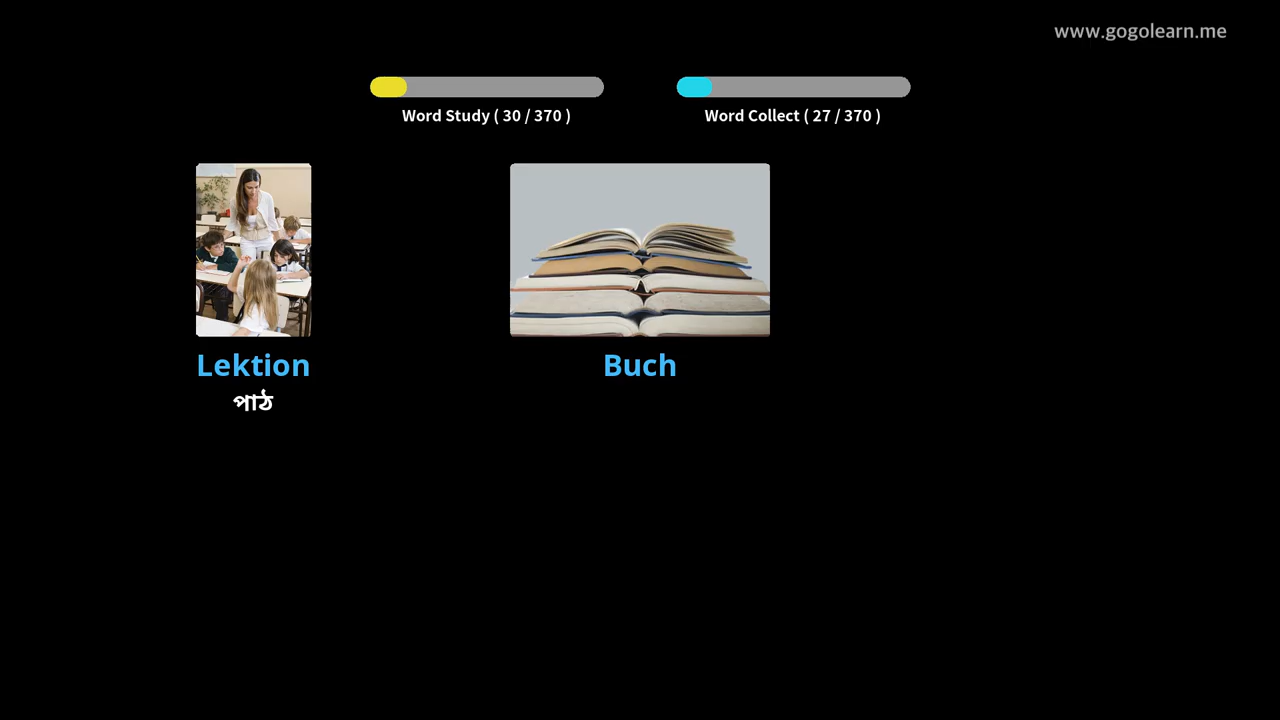 www.gogolearn.me
Word Study ( 30 / 370 )
Word Collect ( 27 / 370 )
Lektion
Buch
পাঠ